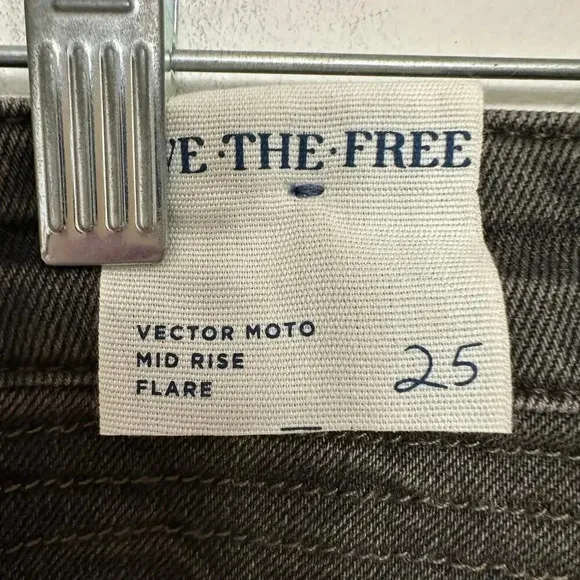 VE·THE·FREE
VECTOR MOTO
MID RISE
FLARE
25